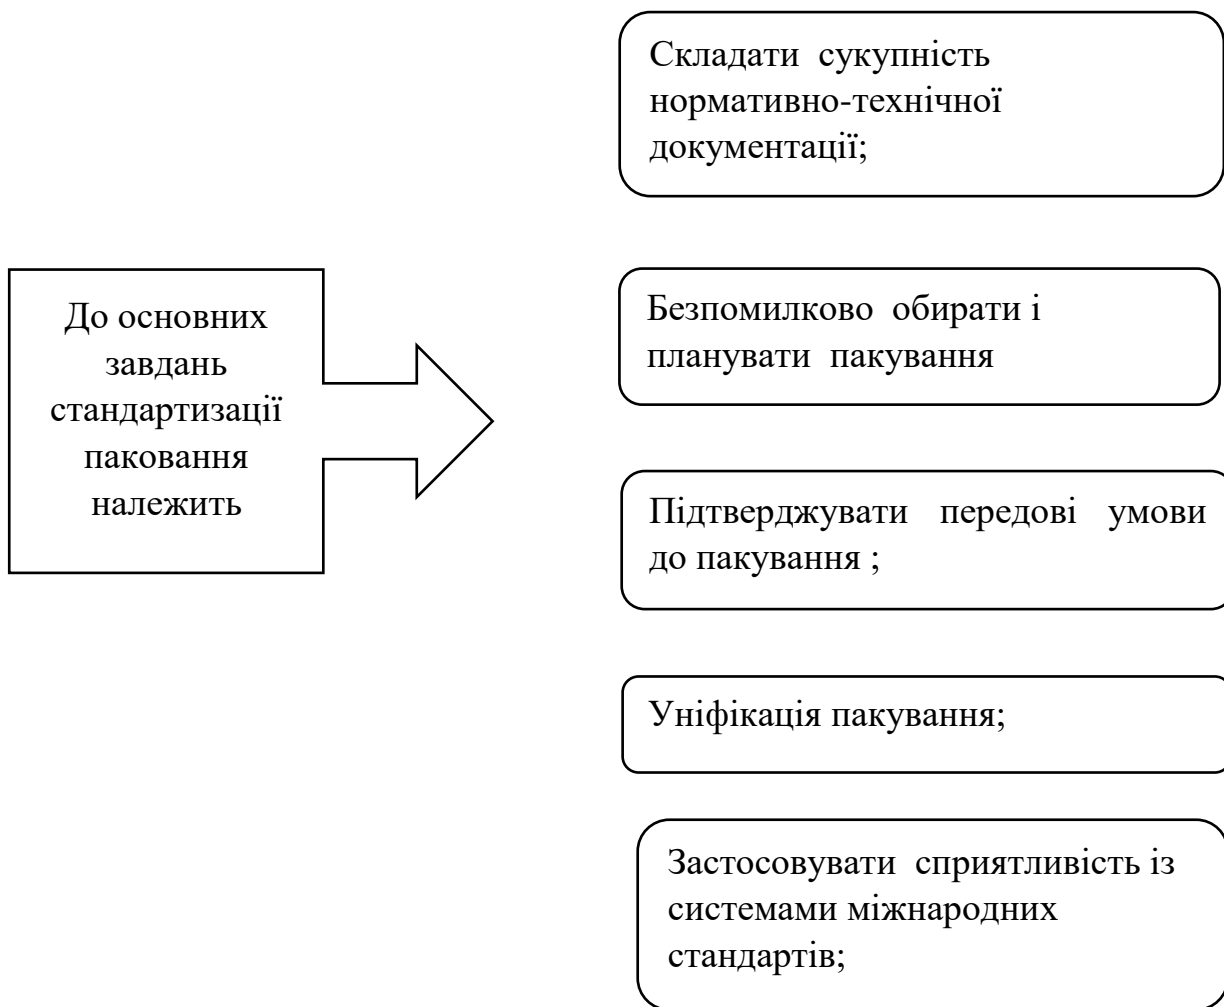 До основних
завдань
стандартизації
паковання
належить
Складати сукупність
нормативно-технічної
документації;
Безпомилково обирати і
планувати пакування
Підтверджувати передові умови
до пакування ;
Уніфікація пакування;
Застосовувати сприятливість із
системами міжнародних
стандартів;